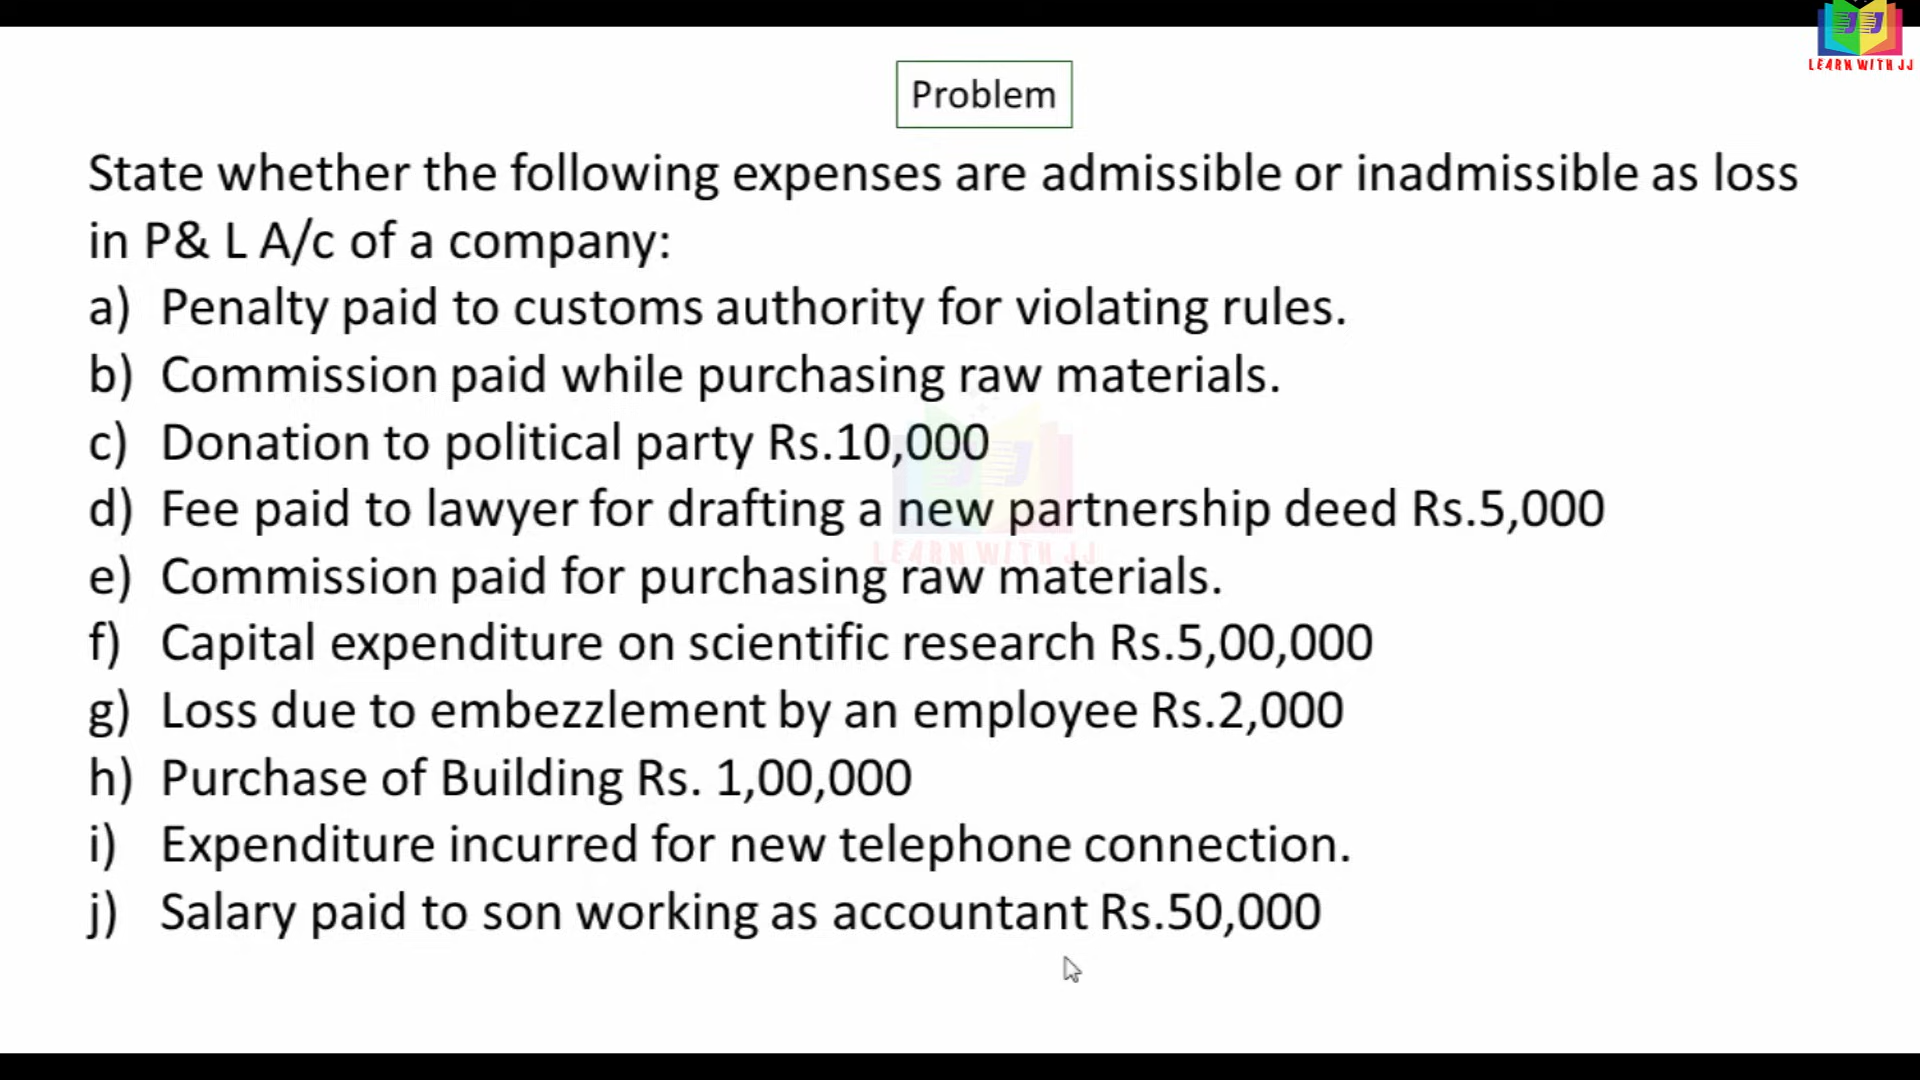 LEARN WITH JJ
Problem
State whether the following expenses are admissible or inadmissible as loss
in P& L A/c of a company:
a) Penalty paid to customs authority for violating rules.
b) Commission paid while purchasing raw materials.
c) Donation to political party Rs.10,000
d) Fee paid to lawyer for drafting a new partnership deed Rs.5,000
LEARN WITH JJ
e) Commission paid for purchasing raw materials.
f) Capital expenditure on scientific research Rs.5,00,000
g) Loss due to embezzlement by an employee Rs.2,000
h) Purchase of Building Rs. 1,00,000
i) Expenditure incurred for new telephone connection.
j) Salary paid to son working as accountant Rs.50,000